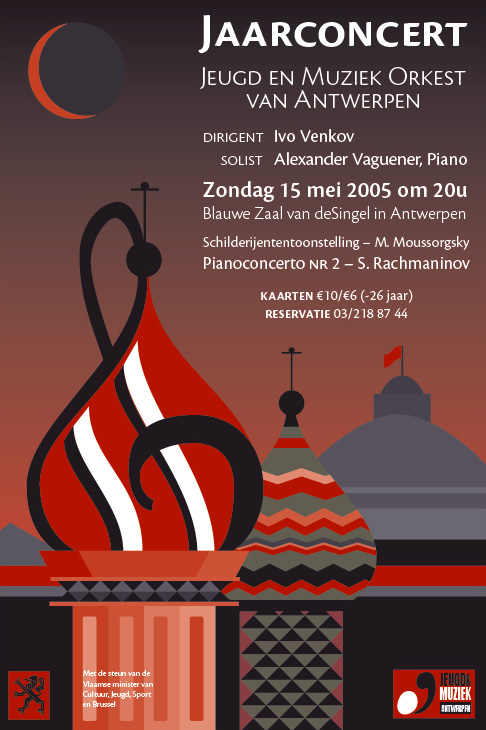 Jaarconcert
Jeugd en Muziek Orkest
van Antwerpen
dirigent Ivo Venkov
solist Alexander Vaguener, Piano
Zondag 15 mei 2005 om 20u
Blauwe Zaal van deSingel in Antwerpen
Schilderijententoonstelling – M. Moussorgsky
Pianoconcerto nr 2 – S. Rachmaninov
kaarten €10/€6 (-26 jaar)
reservatie 03/218 87 44
Met de steun van de
Vlaamse minister van
Cultuur, Jeugd, Sport
en Brussel
JEUGD&
MUZIEK
ANTWERPEN